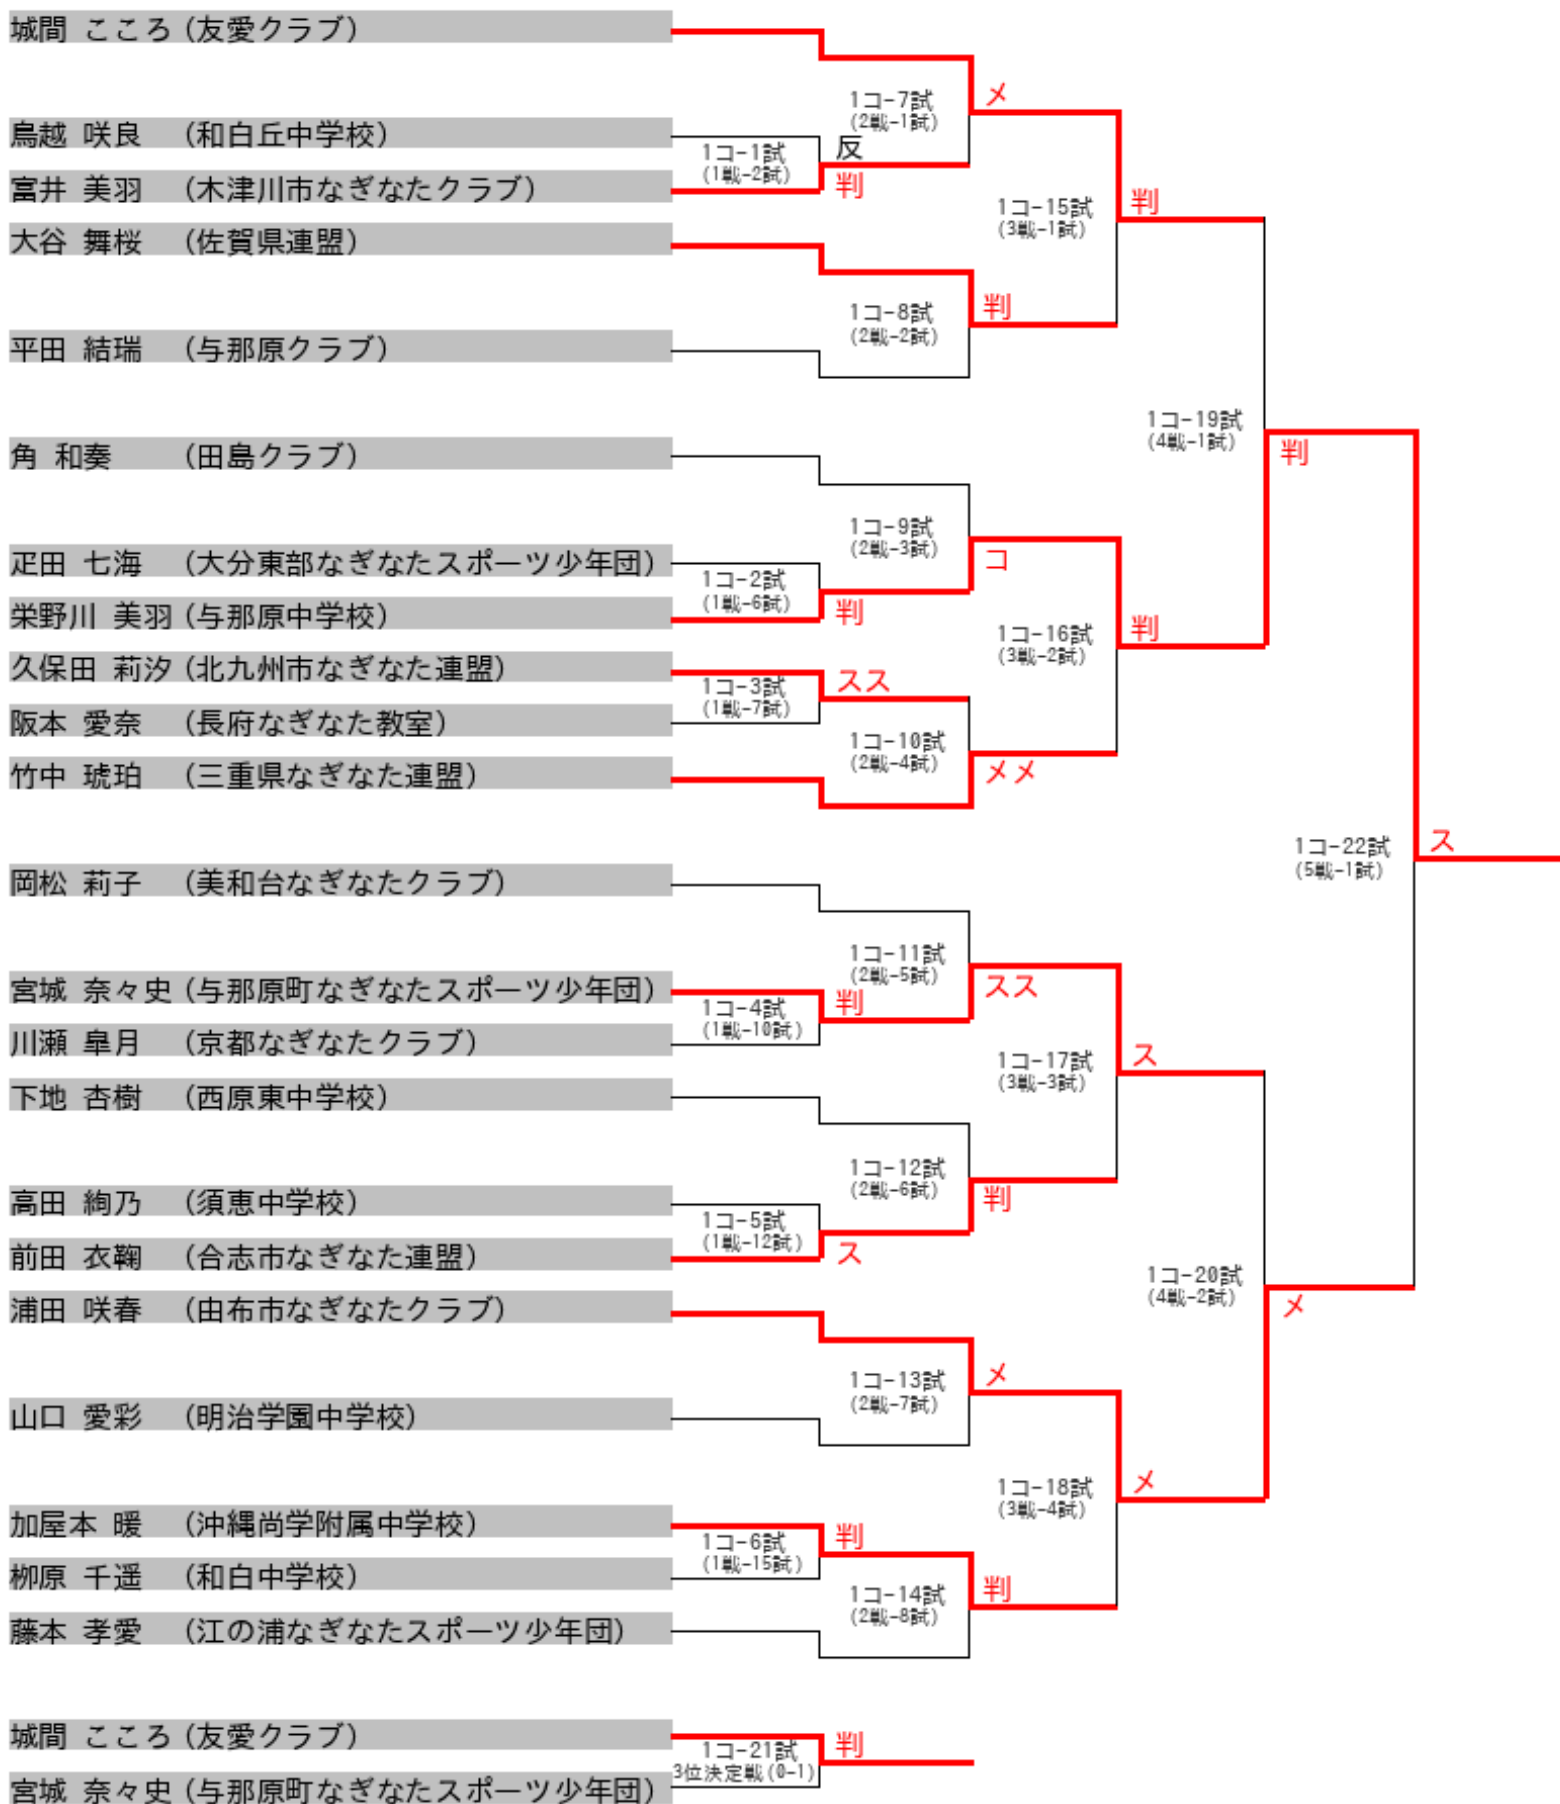 城間 こころ (友愛クラブ)
1コ-7試
(2戦-1試)
メ
鳥越 咲良 (和白丘中学校)
1コ-1試
(1戦-2試)
反
判
富井 美羽 (木津川市なぎなたクラブ)
1コ-15試
(3戦-1試)
判
大谷 舞桜 (佐賀県連盟)
1コ-8試
(2戦-2試)
判
平田 結瑞 (与那原クラブ)
1コ-19試
(4戦-1試)
判
角 和奏 (田島クラブ)
1コ-9試
(2戦-3試)
コ
疋田 七海 (大分東部なぎなたスポーツ少年団)
1コ-2試
(1戦-6試)
判
栄野川 美羽 (与那原中学校)
1コ-16試
(3戦-2試)
判
久保田 莉汐 (北九州市なぎなた連盟)
1コ-3試
(1戦-7試)
スス
阪本 愛奈 (長府なぎなた教室)
1コ-10試
(2戦-4試)
メメ
竹中 琥珀 (三重県なぎなた連盟)
1コ-22試
(5戦-1試)
ス
岡松 莉子 (美和台なぎなたクラブ)
1コ-11試
(2戦-5試)
スス
宮城 奈々史 (与那原町なぎなたスポーツ少年団)
1コ-4試
(1戦-10試)
判
川瀬 皐月 (京都なぎなたクラブ)
1コ-17試
(3戦-3試)
ス
下地 杏樹 (西原東中学校)
1コ-12試
(2戦-6試)
判
高田 絢乃 (須恵中学校)
1コ-5試
(1戦-12試)
ス
前田 衣鞠 (合志市なぎなた連盟)
1コ-20試
(4戦-2試)
メ
浦田 咲春 (由布市なぎなたクラブ)
1コ-13試
(2戦-7試)
メ
山口 愛彩 (明治学園中学校)
1コ-18試
(3戦-4試)
メ
加屋本 暖 (沖縄尚学附属中学校)
1コ-6試
(1戦-15試)
判
栁原 千遥 (和白中学校)
1コ-14試
(2戦-8試)
判
藤本 孝愛 (江の浦なぎなたスポーツ少年団)
城間 こころ (友愛クラブ)
1コ-21試
3位決定戦(0-1)
判
宮城 奈々史 (与那原町なぎなたスポーツ少年団)